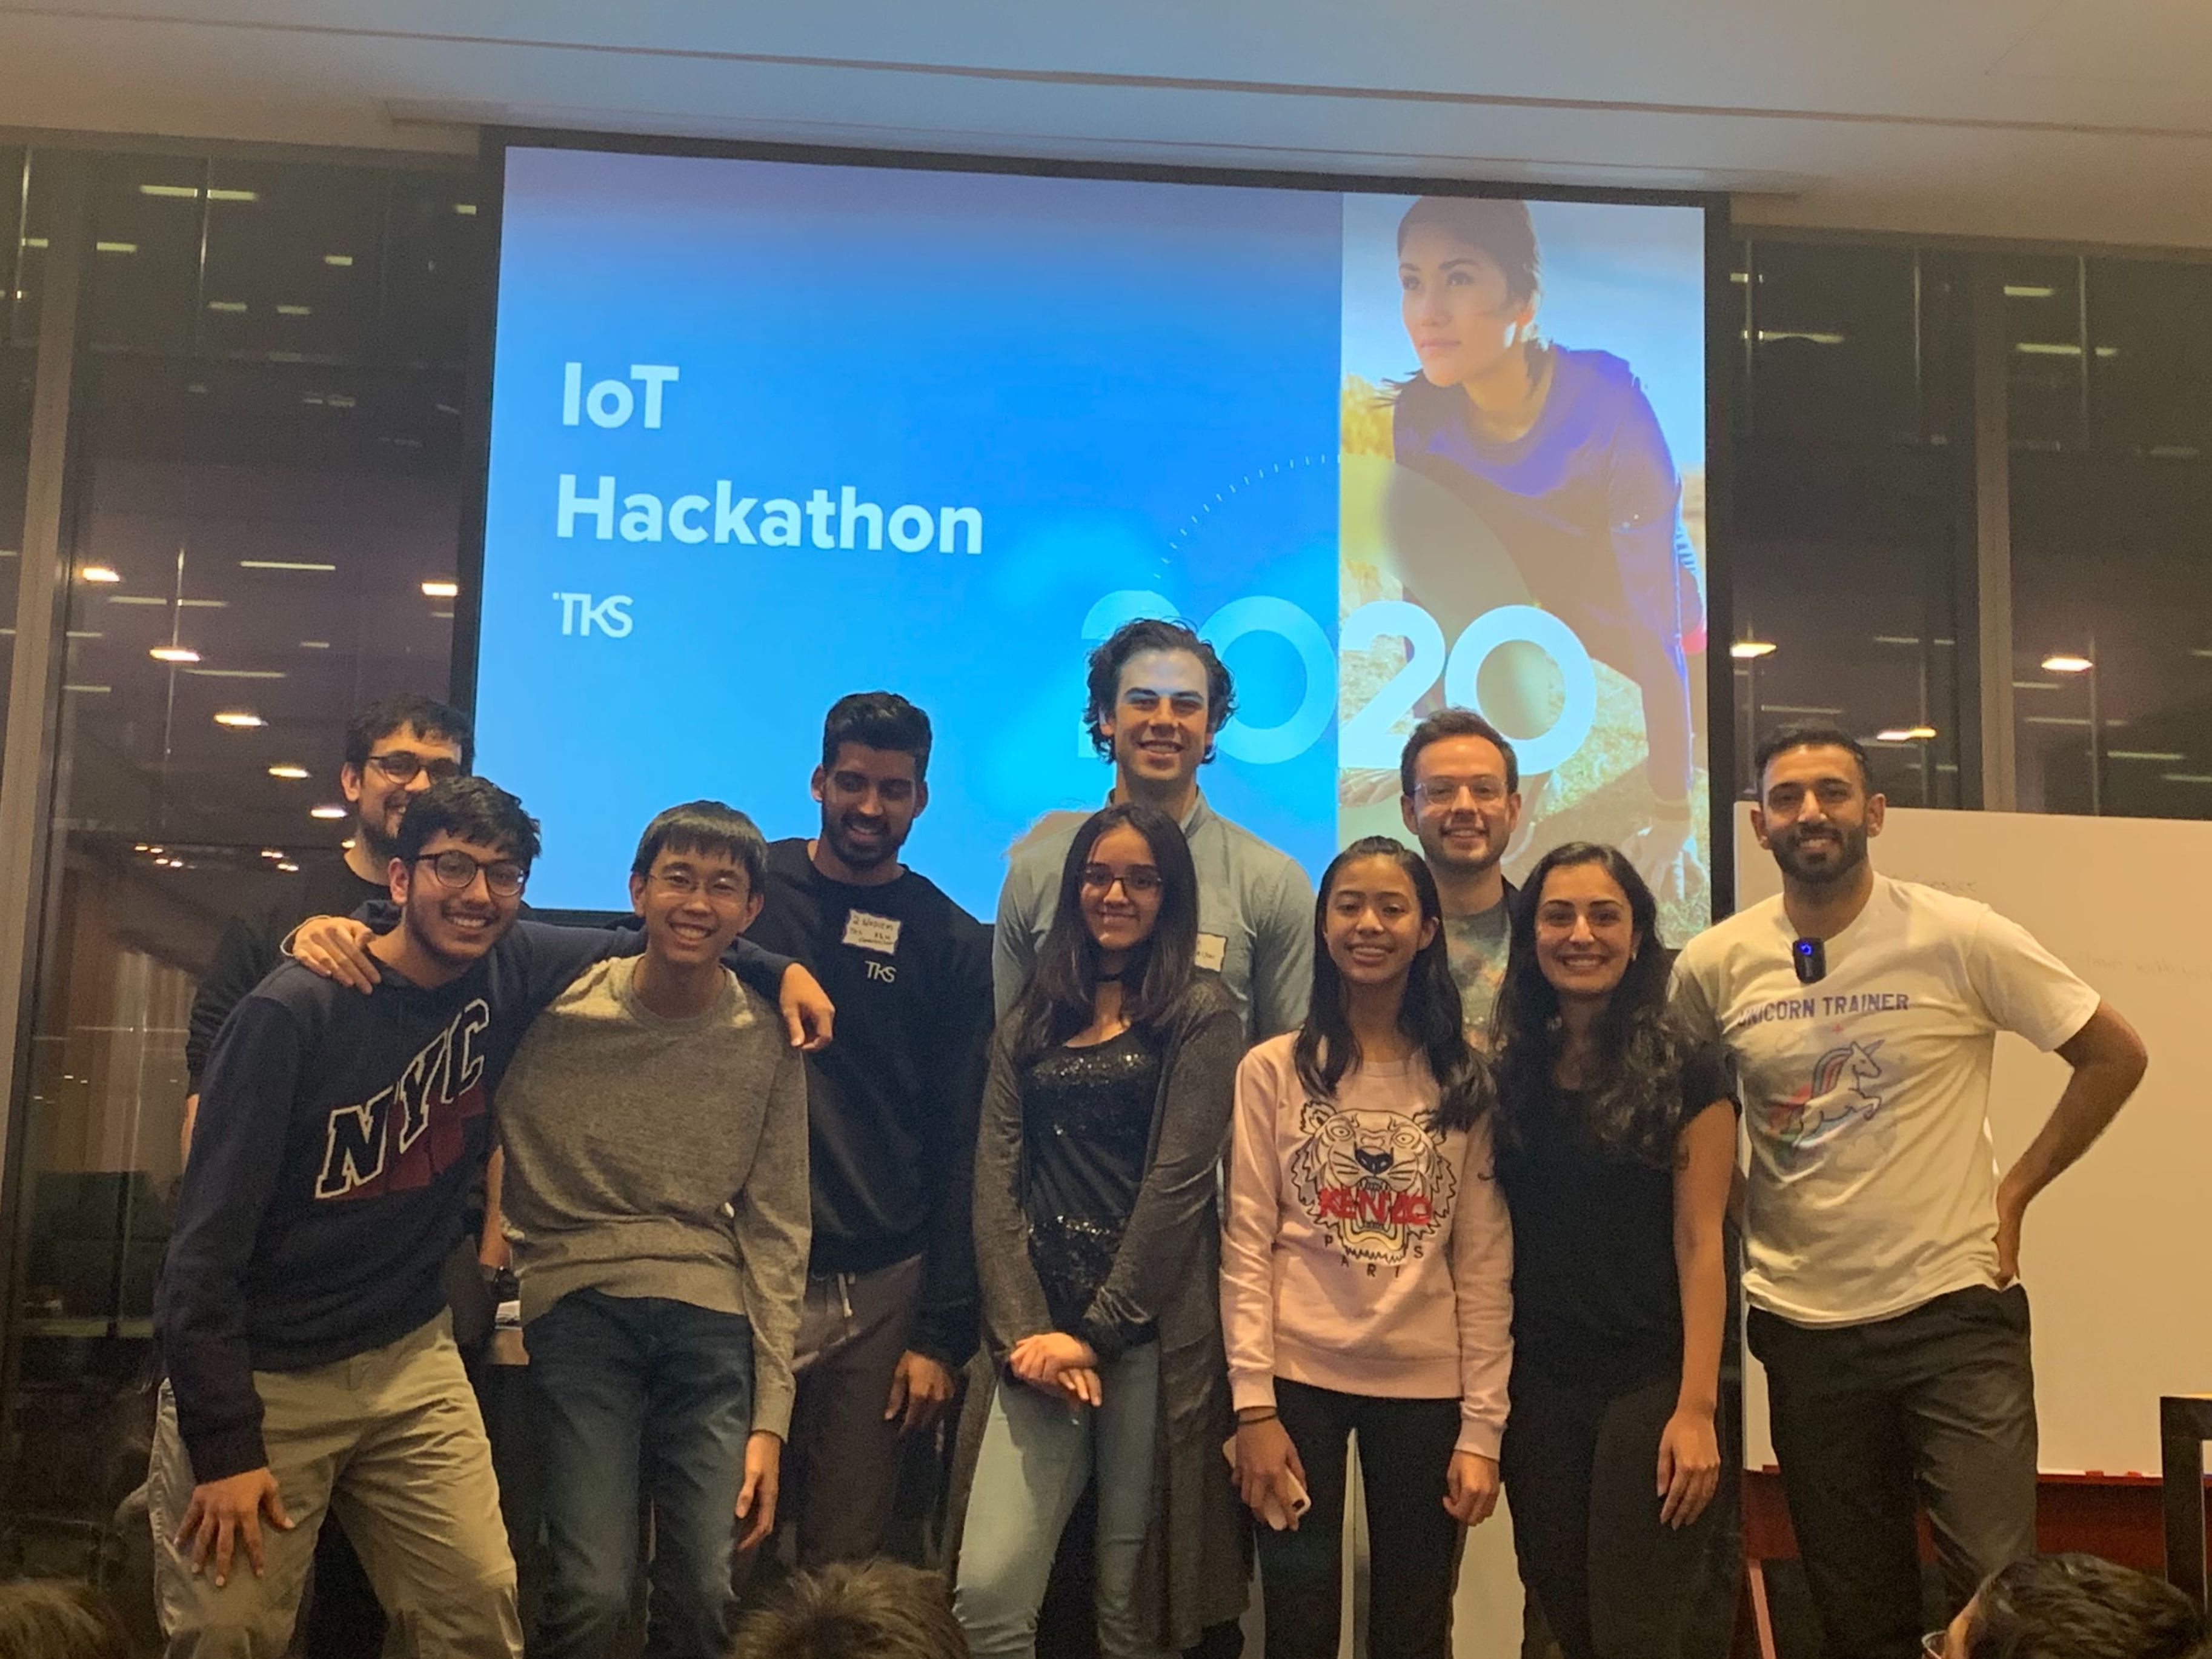 IoT
Hackathon
TKS
2020
TKS
NYC
KENZO
PARIS
UNICORN TRAINER